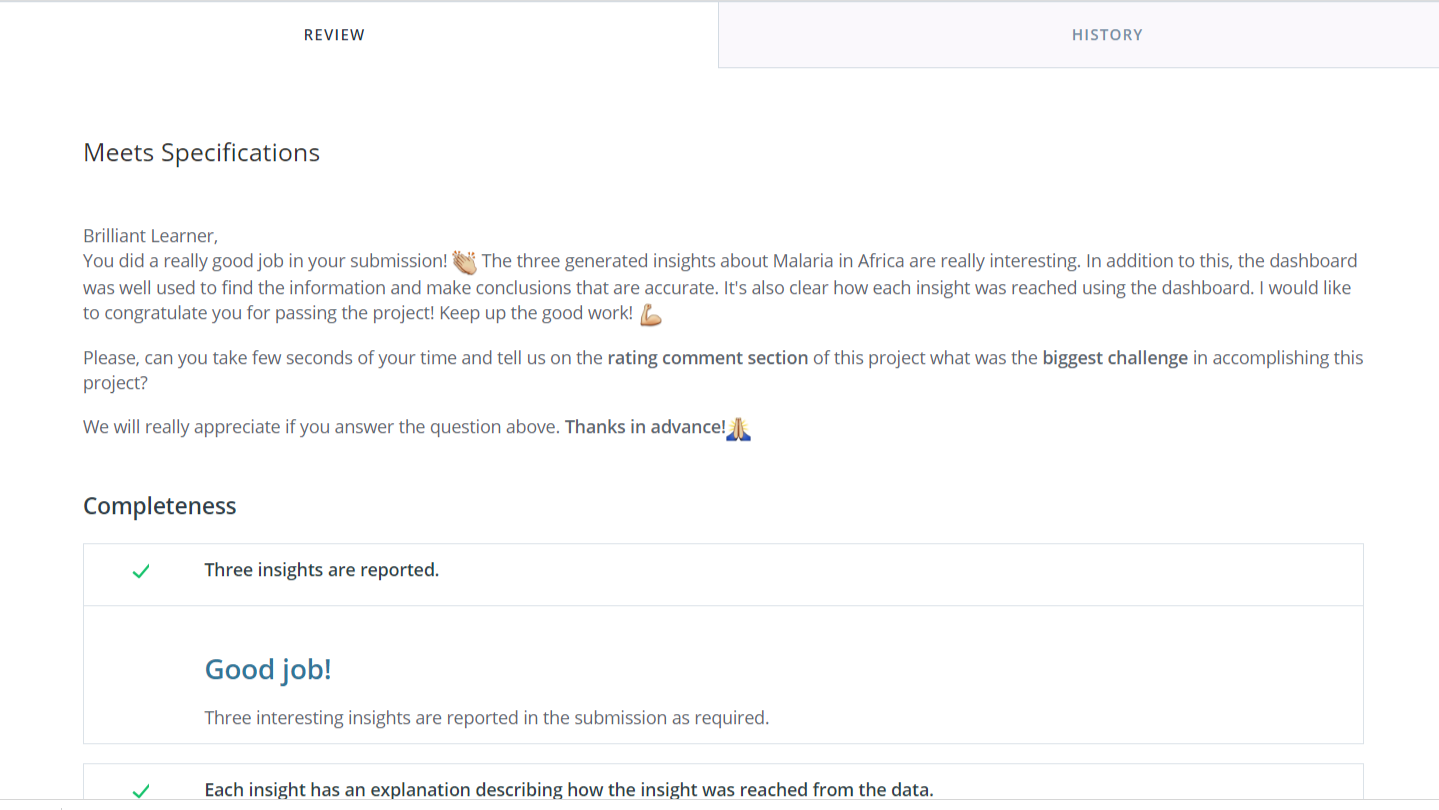 REVIEW
HISTORY
Meets Specifications
Brilliant Learner,
You did a really good job in your submission! 👏 The three generated insights about Malaria in Africa are really interesting. In addition to this, the dashboard
was well used to find the information and make conclusions that are accurate. It's also clear how each insight was reached using the dashboard. I would like
to congratulate you for passing the project! Keep up the good work! 💪
Please, can you take few seconds of your time and tell us on the rating comment section of this project what was the biggest challenge in accomplishing this
project?
We will really appreciate if you answer the question above. Thanks in advance!🙏
Completeness
Three insights are reported.
Good job!
Three interesting insights are reported in the submission as required.
Each insight has an explanation describing how the insight was reached from the data.